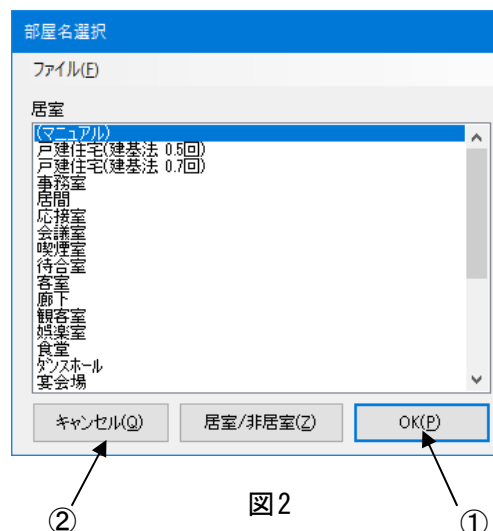 部屋名選択
ファイル(F)
居室
(マニュアル)
戸建住宅(建基法 0.5回)
戸建住宅(建基法 0.7回)
事務室
居間
応接室
会議室
喫煙室
待合室
客室
廊下
観客室
娯楽室
食堂
ダンスホール
宴会場
キャンセル(Q) 居室/非居室(Z) OK(P)
② 図2 ①